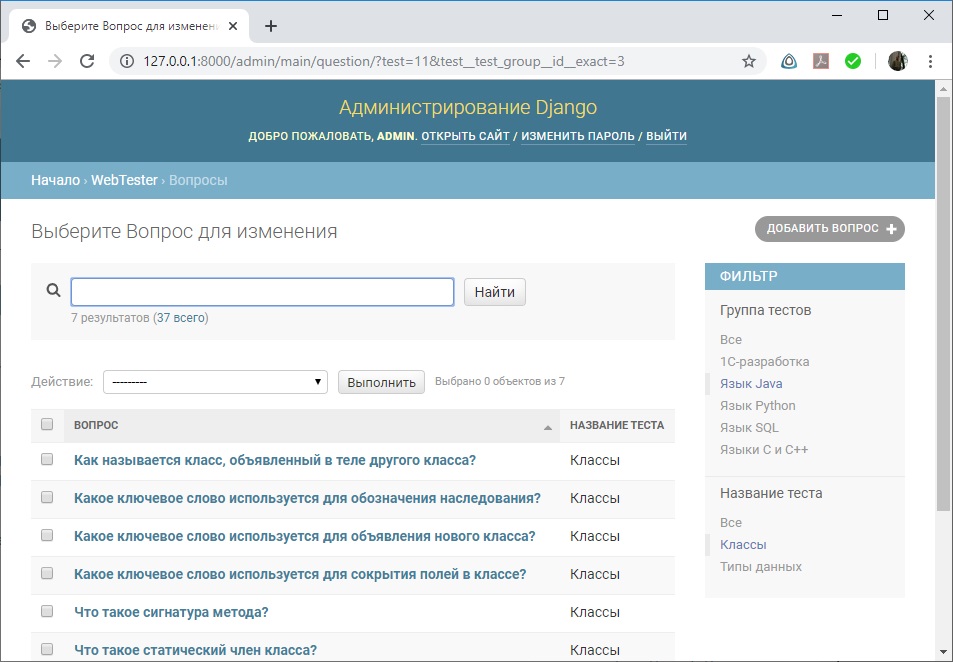 Выберите Вопрос для изменен
127.0.0.1:8000/admin/main/question/?test=11&test__test_group__id__exact=3
Администрирование Django
ДОБРО ПОЖАЛОВАТЬ, ADMIN. ОТКРЫТЬ САЙТ / ИЗМЕНИТЬ ПАРОЛЬ / ВЫЙТИ
Начало › WebTester › Вопросы
Выберите Вопрос для изменения
ДОБАВИТЬ ВОПРОС +
Найти
7 результатов (37 всего)
Действие: --------- Выполнить Выбрано 0 объектов из 7
ВОПРОС НАЗВАНИЕ ТЕСТА
Как называется класс, объявленный в теле другого класса? Классы
Какое ключевое слово используется для обозначения наследования? Классы
Какое ключевое слово используется для объявления нового класса? Классы
Какое ключевое слово используется для сокрытия полей в классе? Классы
Что такое сигнатура метода? Классы
Что такое статический член класса? Классы
ФИЛЬТР
Группа тестов
Все
1С-разработка
Язык Java
Язык Python
Язык SQL
Языки C и C++
Название теста
Все
Классы
Типы данных